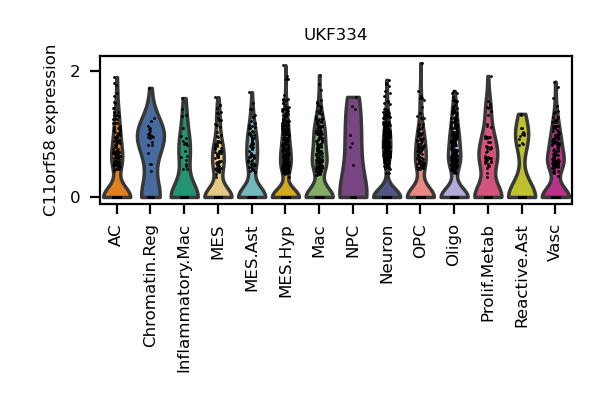 UKF334
C11orf58 expression
2
0
AC
Chromatin.Reg
Inflammatory.Mac
MES
MES.Ast
MES.Hyp
Mac
NPC
Neuron
OPC
Oligo
Prolif.Metab
Reactive.Ast
Vasc